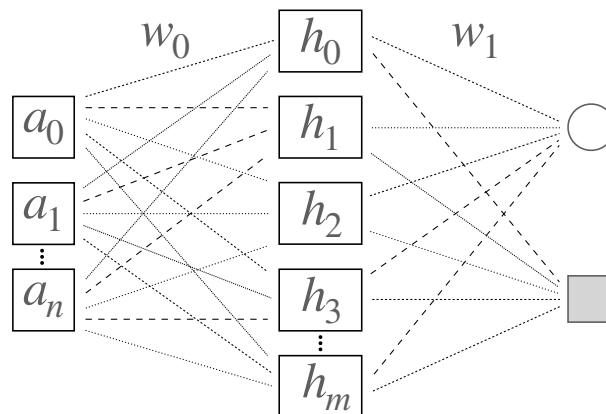 w₀ h₀ w₁
a₀ h₁
a₁ h₂
aₙ h₃
hₘ